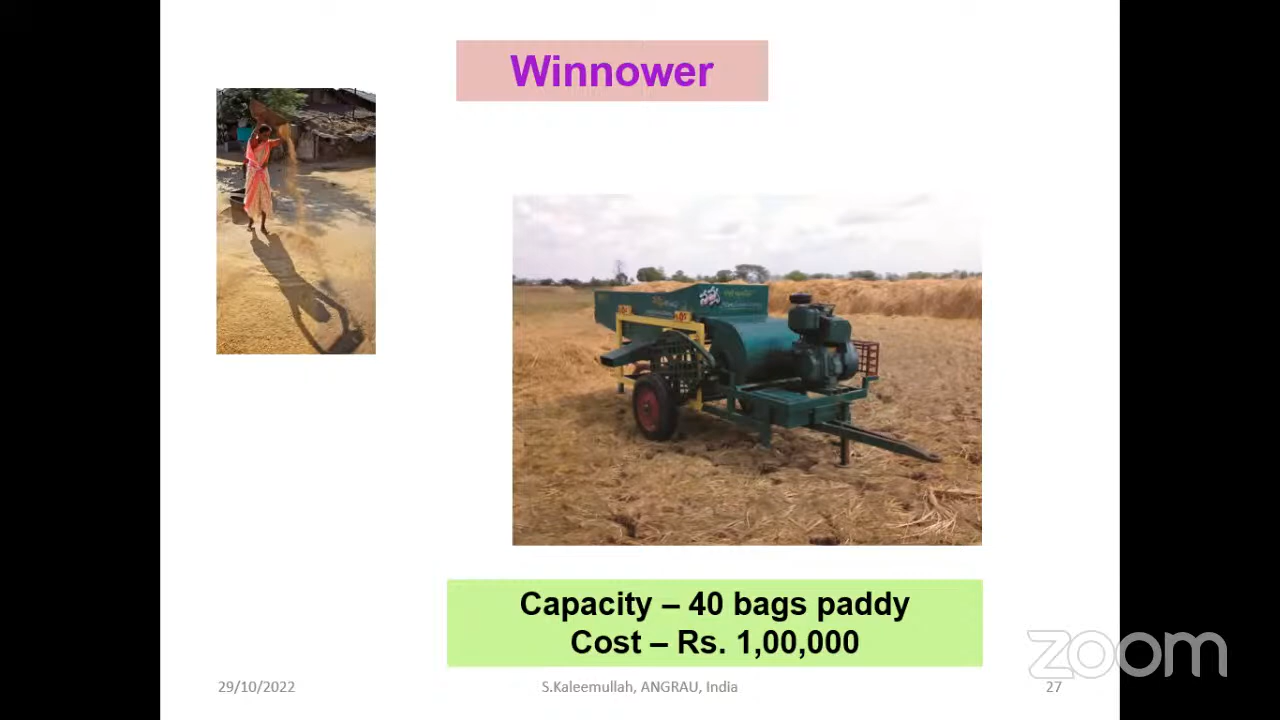 Winnower
Capacity – 40 bags paddy
Cost – Rs. 1,00,000
29/10/2022
S.Kaleemullah, ANGRAU, India
27
zoom